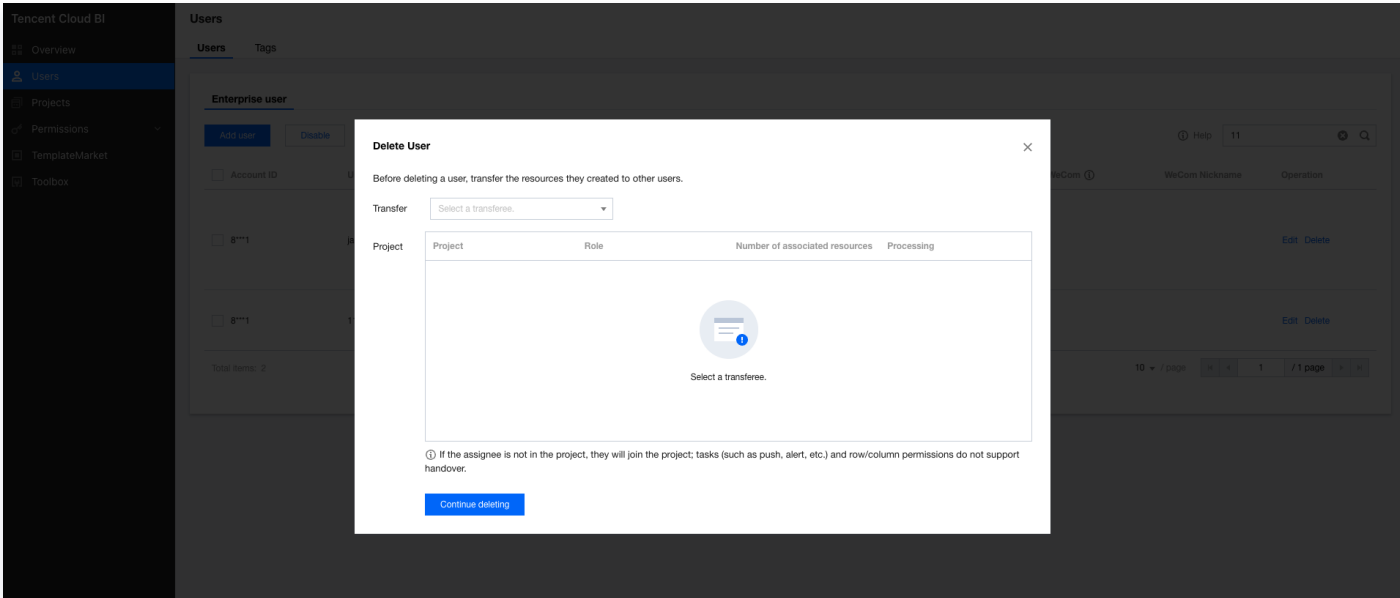 Tencent Cloud BI
Users
Overview
Users
Tags
Users
Projects
Enterprise user
Permissions
Add user
Disable
Help
11
TemplateMarket
Toolbox
Account ID
WeCom
WeCom Nickname
Operation
8***1
Edit Delete
8***1
1
Edit Delete
Total items: 2
10 / page
1
/ 1 page
Delete User
Before deleting a user, transfer the resources they created to other users.
Transfer
Select a transferee.
Project
Project Role Number of associated resources Processing
Select a transferee.
If the assignee is not in the project, they will join the project; tasks (such as push, alert, etc.) and row/column permissions do not support
handover.
Continue deleting